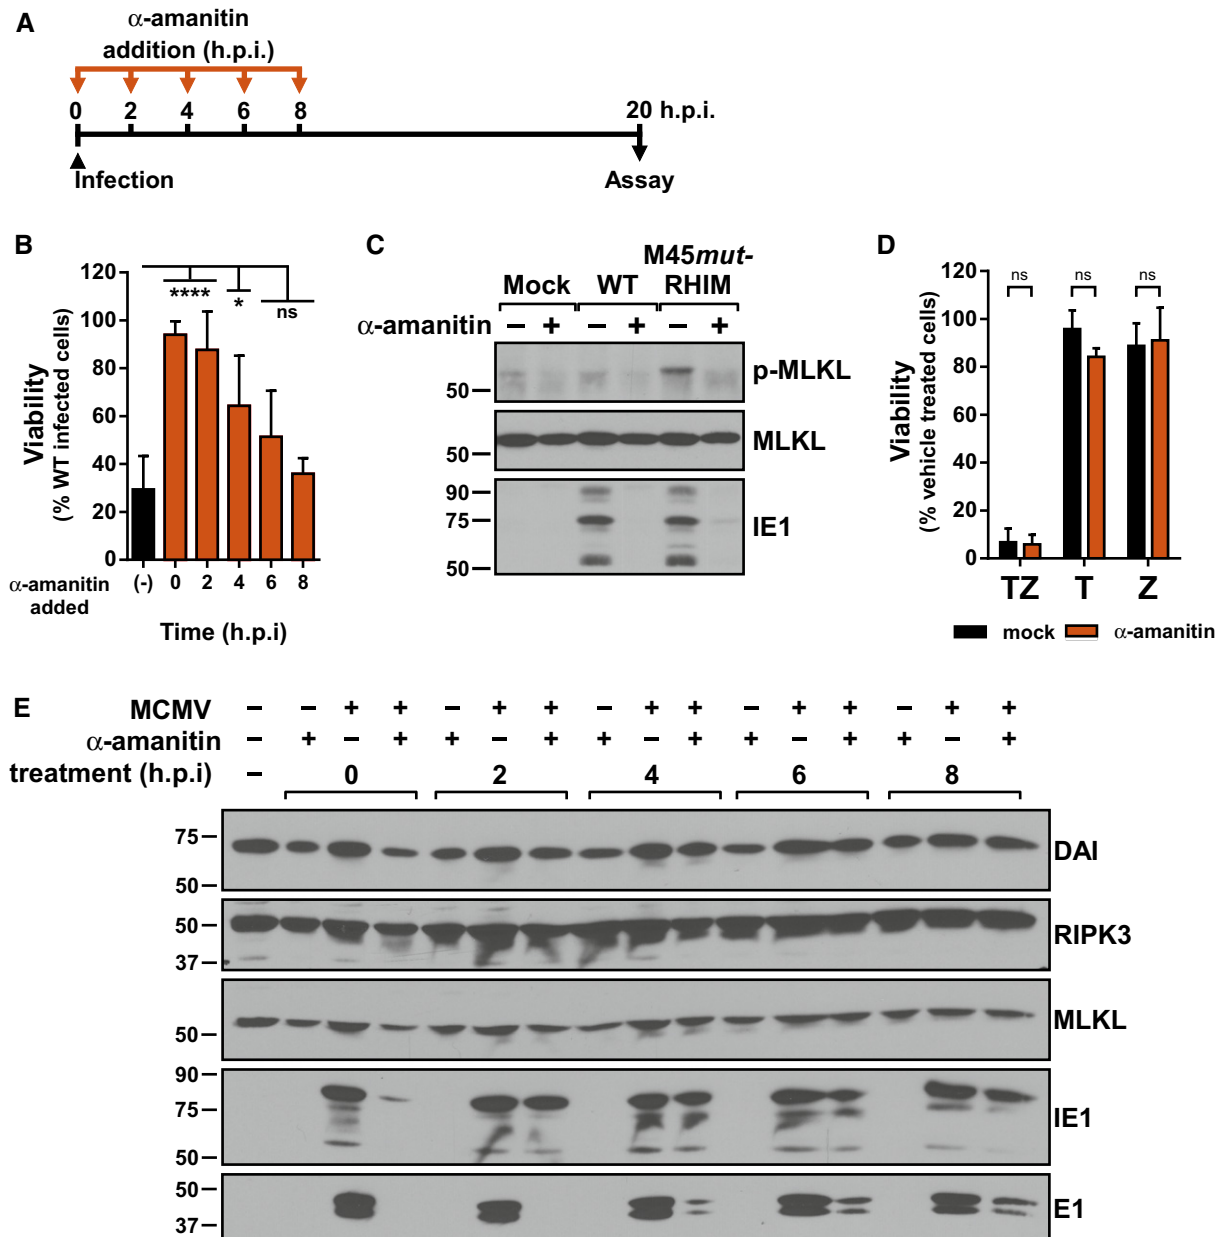 A
α-amanitin
addition (h.p.i.)
0 2 4 6 8 20 h.p.i.
Infection Assay
B
Viability
(% WT infected cells)
120
100
80
60
40
20
0
**** * ns
α-amanitin
added
(-) 0 2 4 6 8
Time (h.p.i)
C
Mock WT M45mut-
RHIM
α-amanitin – + – + – +
50 p-MLKL
50 MLKL
90
75
50
IE1
D
Viability
(% vehicle treated cells)
120
100
80
60
40
20
0
ns ns ns
TZ T Z
mock α-amanitin
E
MCMV – – + + – + + – + + – + + – + +
α-amanitin – + – + + – + + – + + – + + – +
treatment (h.p.i) – 0 2 4 6 8
75
50
DAI
50
37
RIPK3
50
MLKL
90
75
50
IE1
50
37
E1